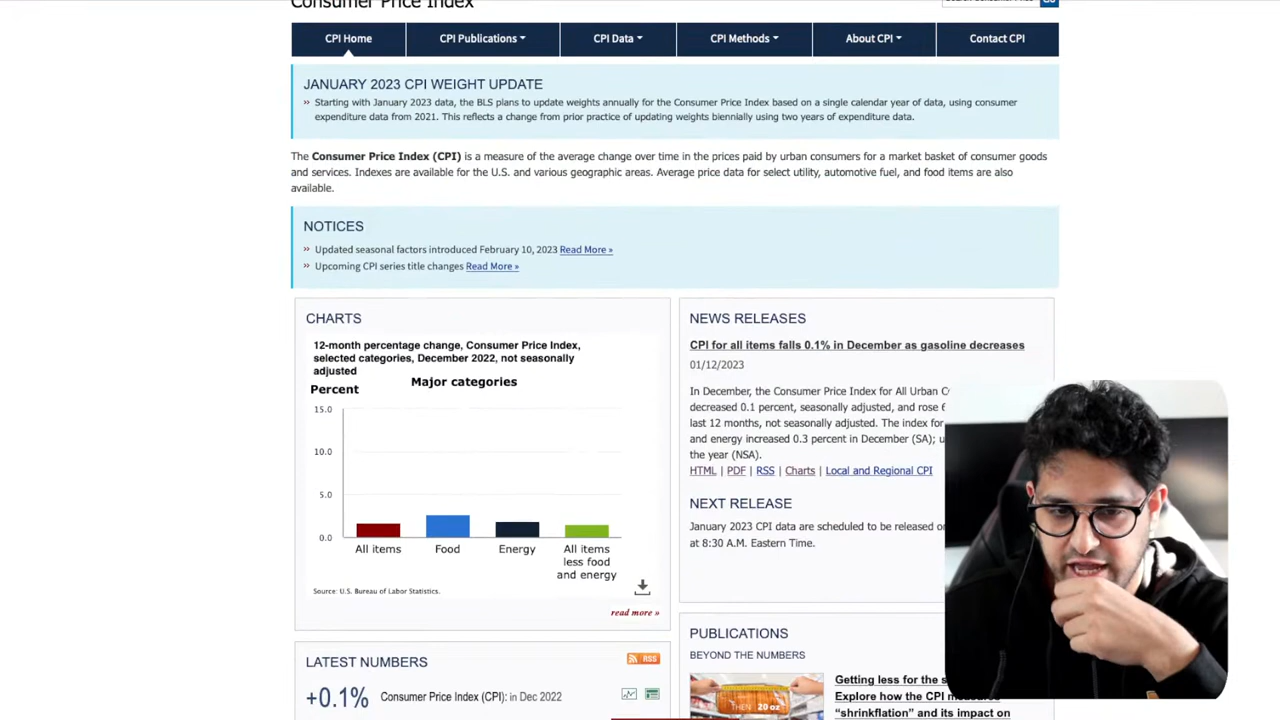 Consumer Price Index
CPI Home
CPI Publications
CPI Data
CPI Methods
About CPI
Contact CPI
JANUARY 2023 CPI WEIGHT UPDATE
›› Starting with January 2023 data, the BLS plans to update weights annually for the Consumer Price Index based on a single calendar year of data, using consumer
expenditure data from 2021. This reflects a change from prior practice of updating weights biennially using two years of expenditure data.
The Consumer Price Index (CPI) is a measure of the average change over time in the prices paid by urban consumers for a market basket of consumer goods
and services. Indexes are available for the U.S. and various geographic areas. Average price data for select utility, automotive fuel, and food items are also
available.
NOTICES
›› Updated seasonal factors introduced February 10, 2023 Read More »
›› Upcoming CPI series title changes Read More »
CHARTS
12-month percentage change, Consumer Price Index,
selected categories, December 2022, not seasonally
adjusted
Percent
Major categories
15.0
10.0
5.0
0.0
All items
Food
Energy
All items
less food
and energy
Source: U.S. Bureau of Labor Statistics.
read more »
NEWS RELEASES
CPI for all items falls 0.1% in December as gasoline decreases
01/12/2023
In December, the Consumer Price Index for All Urban
decreased 0.1 percent, seasonally adjusted, and rose
last 12 months, not seasonally adjusted. The index for
and energy increased 0.3 percent in December (SA);
the year (NSA).
HTML | PDF | RSS | Charts | Local and Regional CPI
NEXT RELEASE
January 2023 CPI data are scheduled to be released on
at 8:30 A.M. Eastern Time.
LATEST NUMBERS
RSS
+0.1%
Consumer Price Index (CPI): in Dec 2022
PUBLICATIONS
BEYOND THE NUMBERS
THEN 20 oz
Getting less for the
Explore how the CPI measures
"shrinkflation" and its impact on